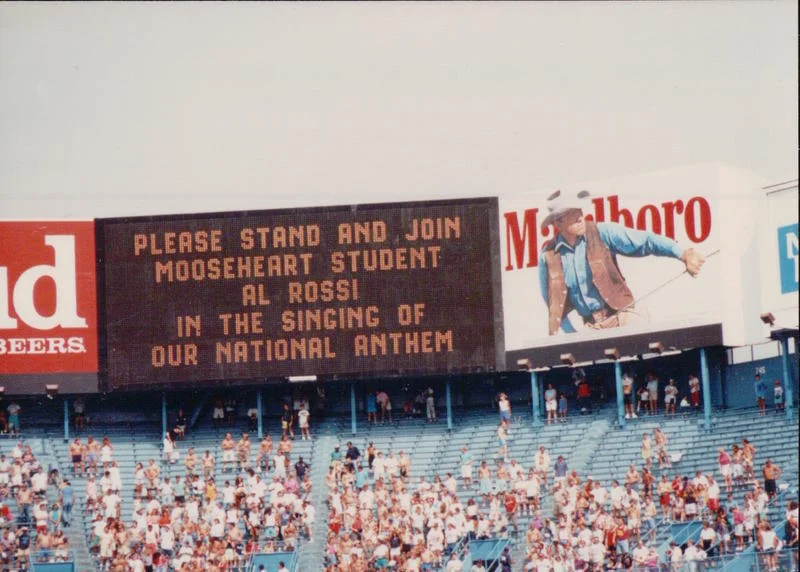 PLEASE STAND AND JOIN
MOOSEHEART STUDENT
AL ROSSI
IN THE SINGING OF
OUR NATIONAL ANTHEM
ud
BEERS.
Marlboro